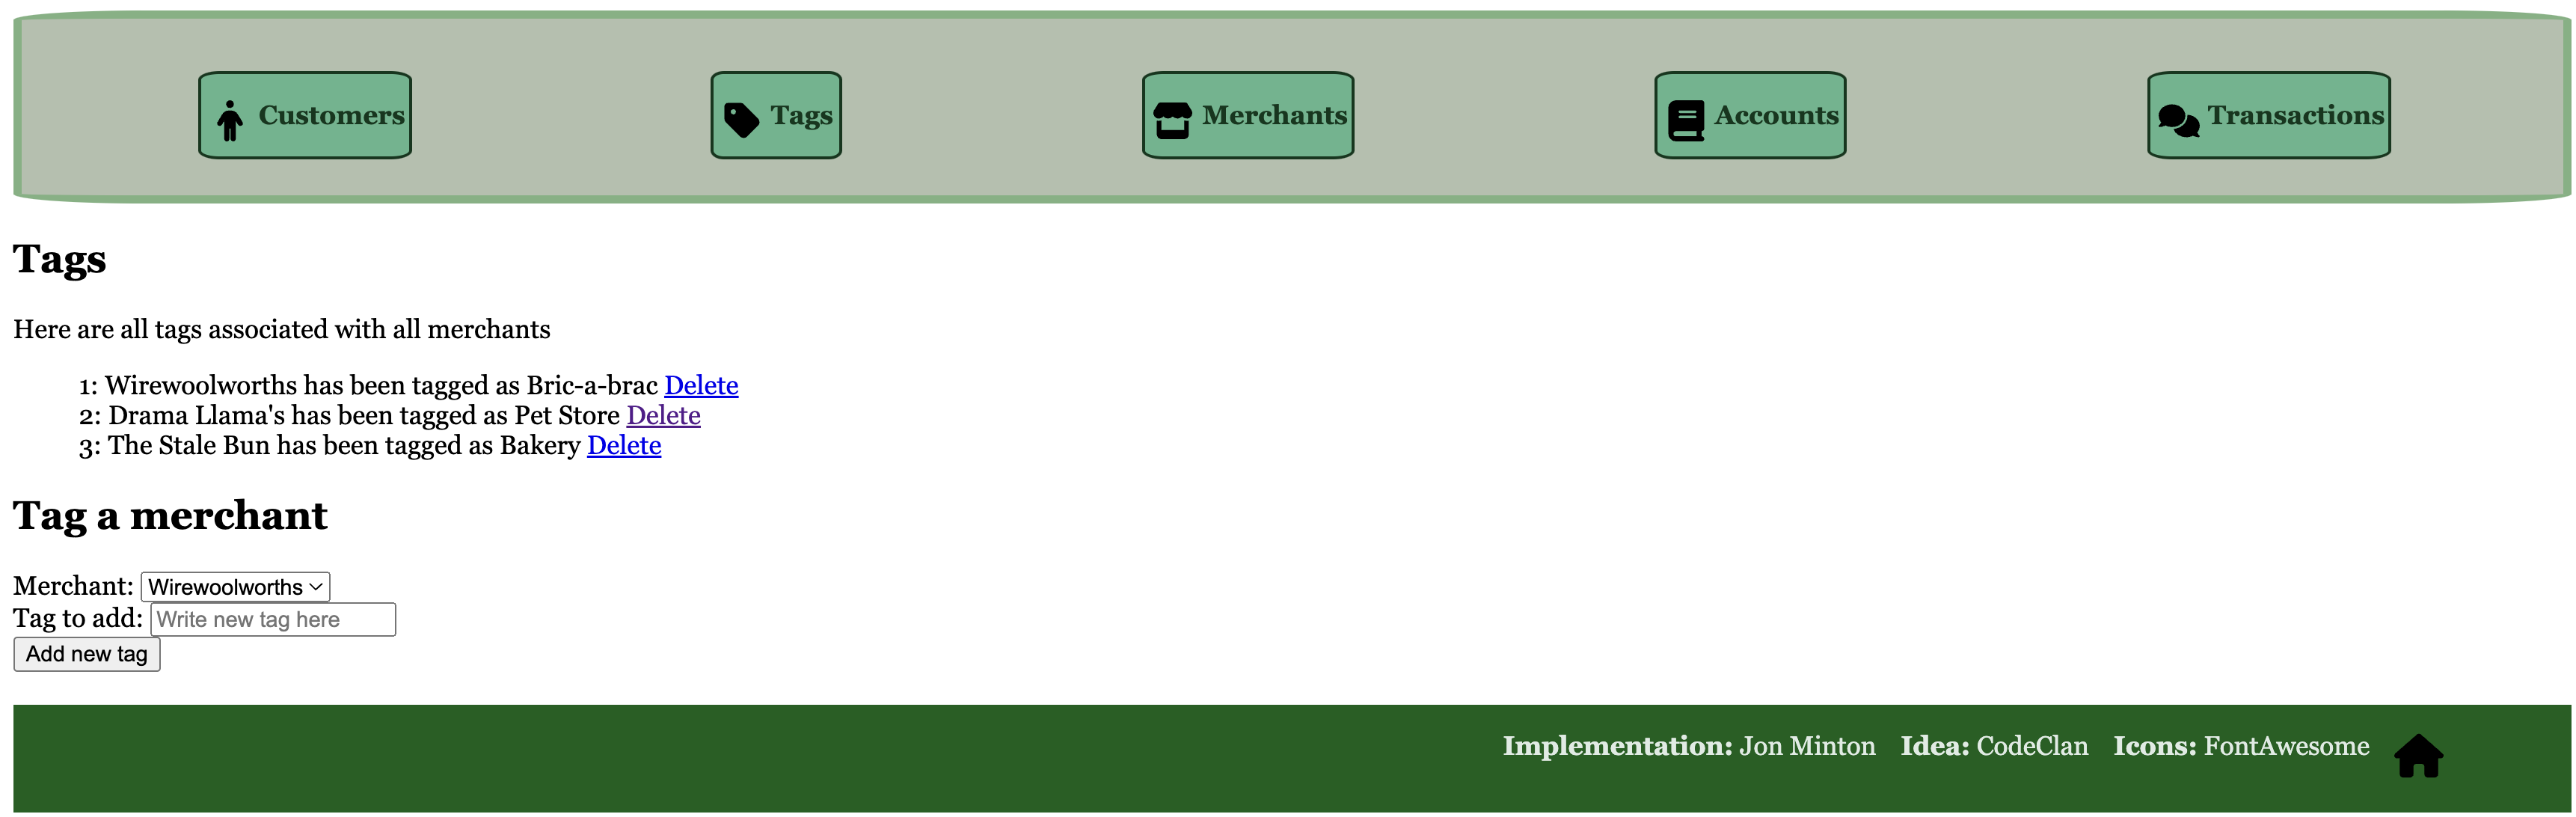 Customers Tags Merchants Accounts Transactions
Tags
Here are all tags associated with all merchants
1: Wirewoolworths has been tagged as Bric-a-brac Delete
2: Drama Llama's has been tagged as Pet Store Delete
3: The Stale Bun has been tagged as Bakery Delete
Tag a merchant
Merchant: Wirewoolworths
Tag to add: Write new tag here
Add new tag
Implementation: Jon Minton Idea: CodeClan Icons: FontAwesome